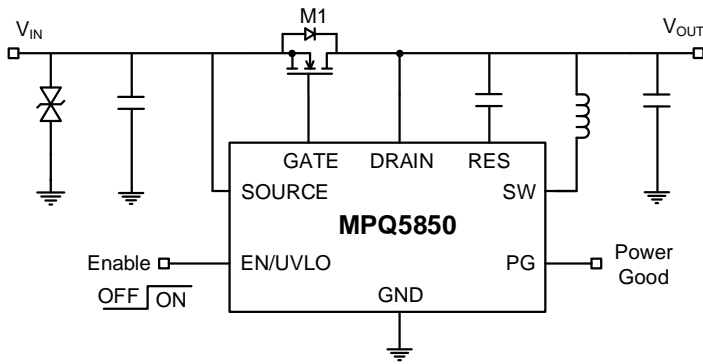 M1
VIN
VOUT
GATE DRAIN RES
SOURCE SW
MPQ5850
Enable EN/UVLO PG Power Good
OFF ON
GND